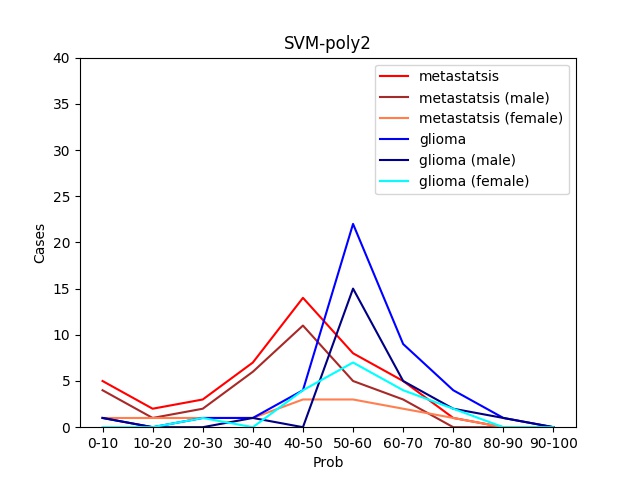 SVM-poly2
40
35
30
25
20
15
10
5
0
Cases
metastatsis
metastatsis (male)
metastatsis (female)
glioma
glioma (male)
glioma (female)
0-10 10-20 20-30 30-40 40-50 50-60 60-70 70-80 80-90 90-100
Prob